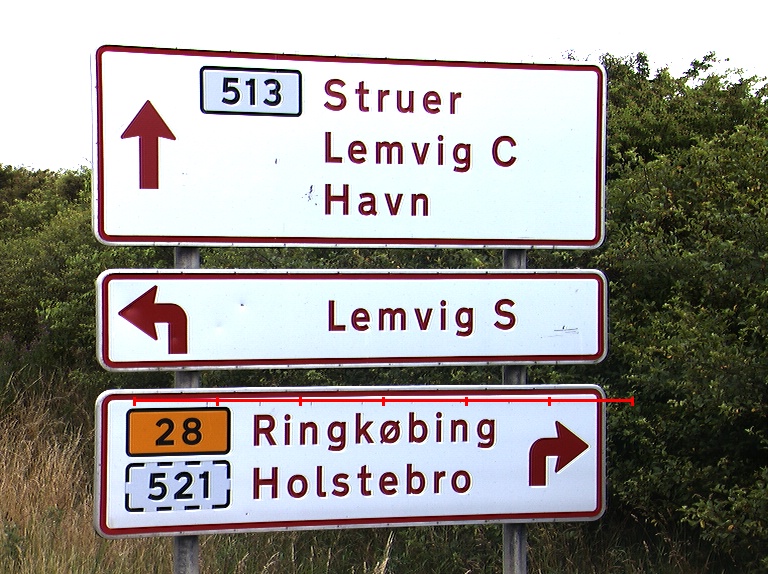 513 Struer
Lemvig C
Havn
Lemvig S
28 Ringkøbing
521 Holstebro